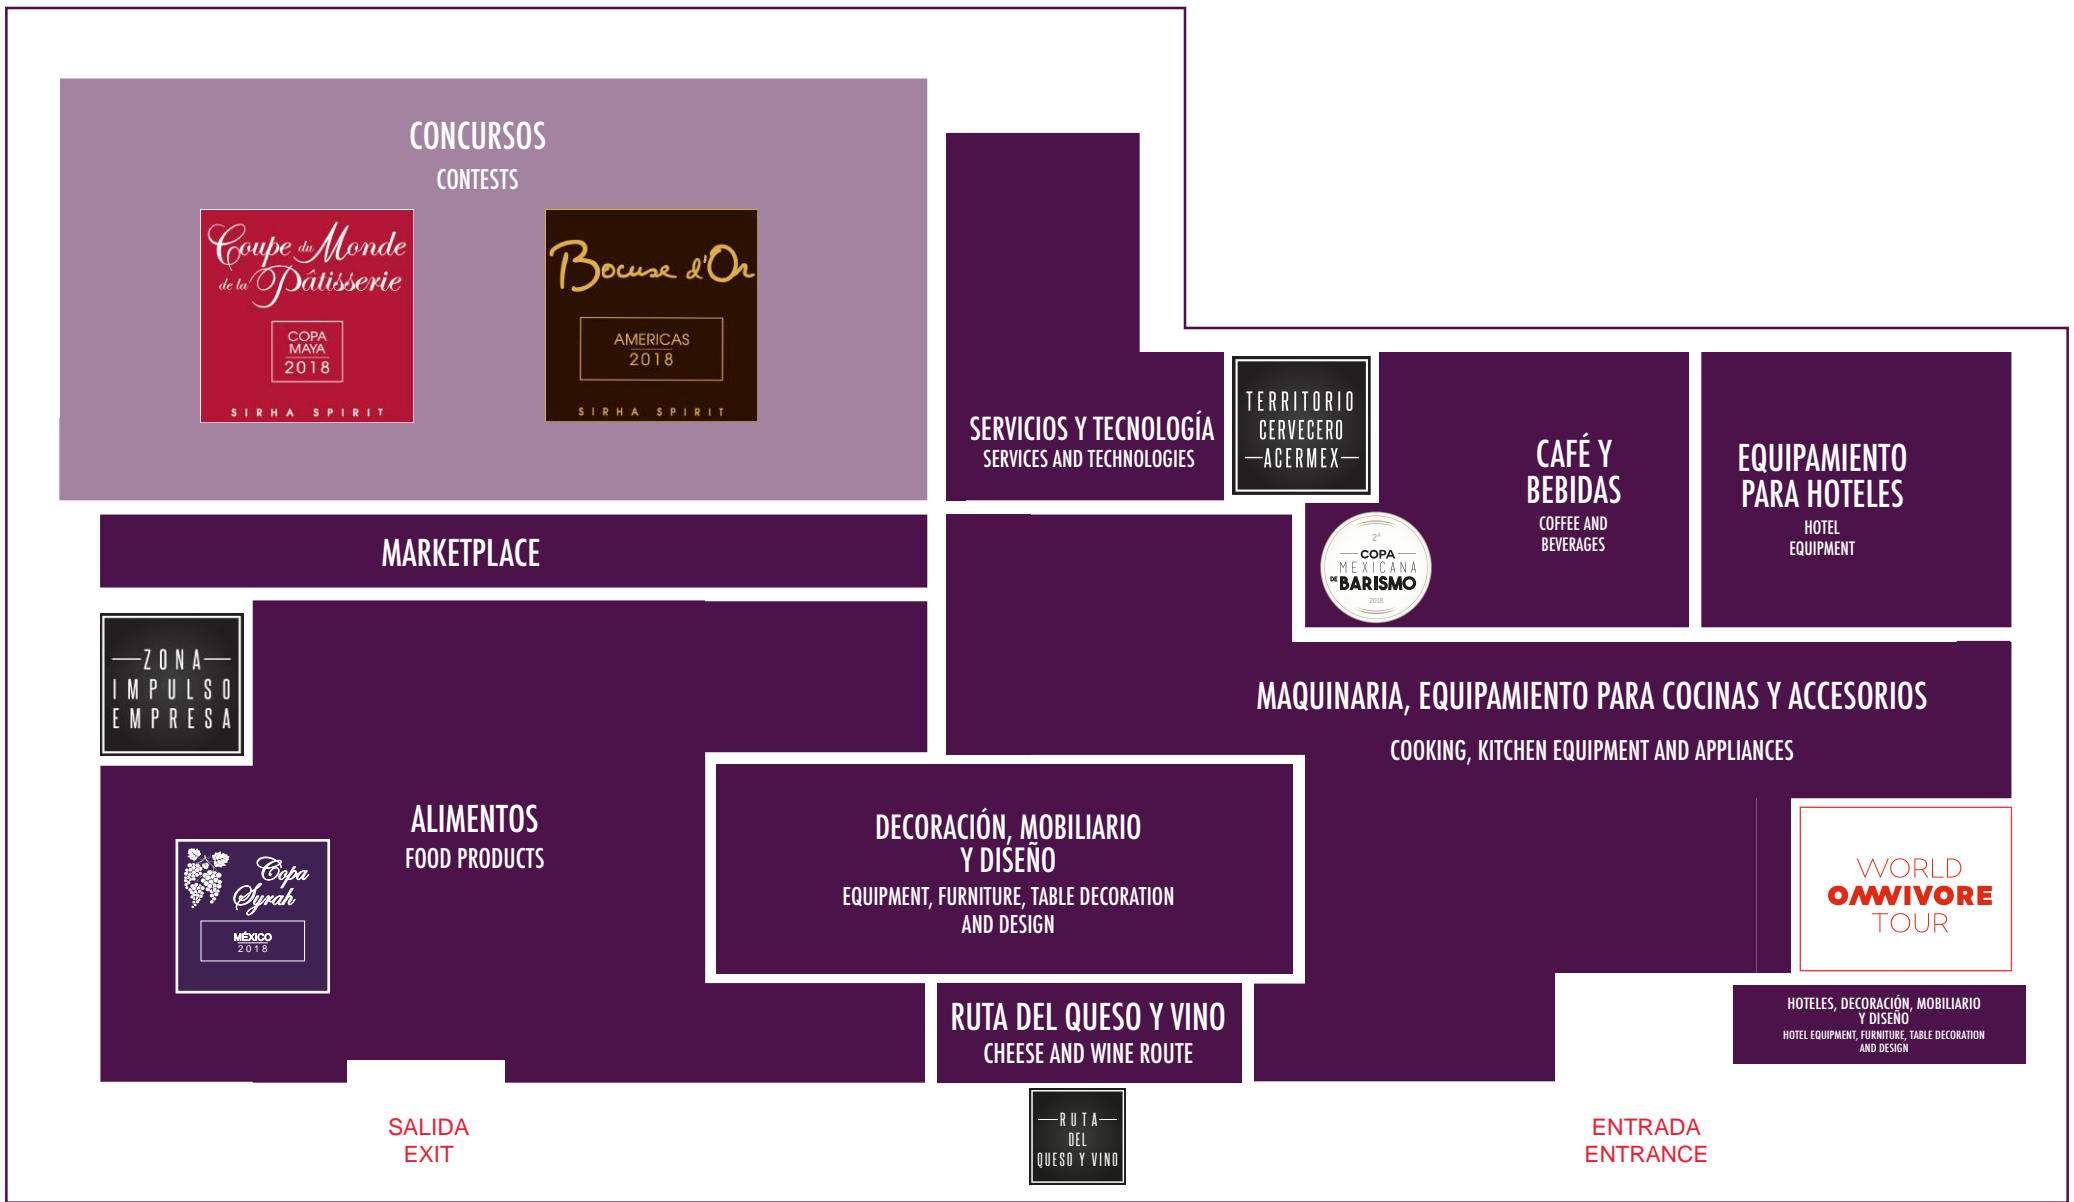 CONCURSOS
CONTESTS
Coupe du Monde
de la Pâtisserie
COPA
MAYA
2018
SIRHA SPIRIT
Bocuse d'Or
AMERICAS
2018
SIRHA SPIRIT
SERVICIOS Y TECNOLOGÍA
SERVICES AND TECHNOLOGIES
TERRITORIO
CERVECERO
ACERMEX
CAFÉ Y
BEBIDAS
COFFEE AND
BEVERAGES
2ª
COPA
MEXICANA
DE BARISMO
2018
EQUIPAMIENTO
PARA HOTELES
HOTEL
EQUIPMENT
MARKETPLACE
ZONA
IMPULSO
EMPRESA
MAQUINARIA, EQUIPAMIENTO PARA COCINAS Y ACCESORIOS
COOKING, KITCHEN EQUIPMENT AND APPLIANCES
ALIMENTOS
FOOD PRODUCTS
Copa
Syrah
MÉXICO
2018
DECORACIÓN, MOBILIARIO
Y DISEÑO
EQUIPMENT, FURNITURE, TABLE DECORATION
AND DESIGN
WORLD
OMNIVORE
TOUR
RUTA DEL QUESO Y VINO
CHEESE AND WINE ROUTE
HOTELES, DECORACIÓN, MOBILIARIO
Y DISEÑO
HOTEL EQUIPMENT, FURNITURE, TABLE DECORATION
AND DESIGN
SALIDA
EXIT
RUTA
DEL
QUESO Y VINO
ENTRADA
ENTRANCE